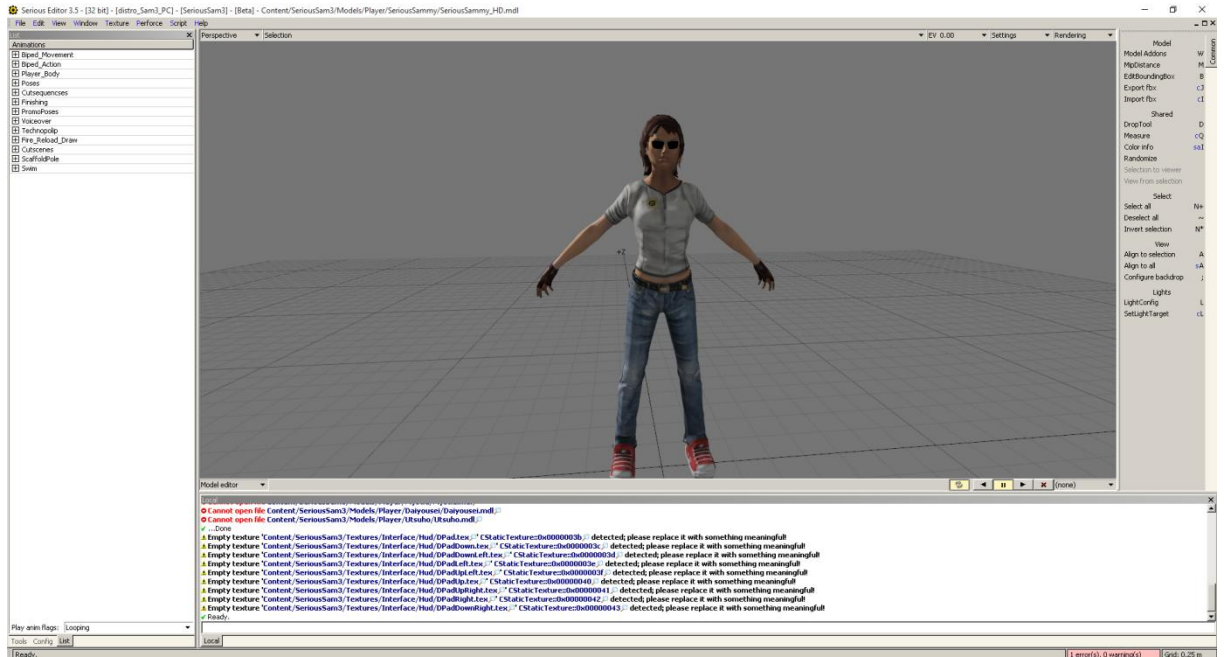 Serious Editor 3.5 - [32 bit] - [distro_Sam3_PC] - [SeriousSam3] - [Beta] - Content/SeriousSam3/Models/Player/SeriousSammy/SeriousSammy_HD.mdl
File Edit View Window Texture Perforce Script Help
List
Animations
Biped_Movement
Biped_Action
Player_Body
Poses
Cutsequencses
Finishing
PromoPoses
Voiceover
Technopolip
Fire_Reload_Draw
Cutscenes
ScaffoldPole
Swim
Play anim flags: Looping
Tools Config List
Perspective Selection EV 0.00 Settings Rendering
+Z
Model editor (none)
Local
Cannot open file Content/SeriousSam3/Models/Player/Daiyousei/Daiyousei.mdl
Cannot open file Content/SeriousSam3/Models/Player/Utsuho/Utsuho.mdl
...Done
Empty texture 'Content/SeriousSam3/Textures/Interface/Hud/DPad.tex' CStaticTexture::0x0000003b detected; please replace it with something meaningful!
Empty texture 'Content/SeriousSam3/Textures/Interface/Hud/DPadDown.tex' CStaticTexture::0x0000003c detected; please replace it with something meaningful!
Empty texture 'Content/SeriousSam3/Textures/Interface/Hud/DPadDownLeft.tex' CStaticTexture::0x0000003d detected; please replace it with something meaningful!
Empty texture 'Content/SeriousSam3/Textures/Interface/Hud/DPadLeft.tex' CStaticTexture::0x0000003e detected; please replace it with something meaningful!
Empty texture 'Content/SeriousSam3/Textures/Interface/Hud/DPadUpLeft.tex' CStaticTexture::0x0000003f detected; please replace it with something meaningful!
Empty texture 'Content/SeriousSam3/Textures/Interface/Hud/DPadUp.tex' CStaticTexture::0x00000040 detected; please replace it with something meaningful!
Empty texture 'Content/SeriousSam3/Textures/Interface/Hud/DPadUpRight.tex' CStaticTexture::0x00000041 detected; please replace it with something meaningful!
Empty texture 'Content/SeriousSam3/Textures/Interface/Hud/DPadRight.tex' CStaticTexture::0x00000042 detected; please replace it with something meaningful!
Empty texture 'Content/SeriousSam3/Textures/Interface/Hud/DPadDownRight.tex' CStaticTexture::0x00000043 detected; please replace it with something meaningful!
Ready.
Local
Common
Model
Model Addons W
MipDistance M
EditBoundingBox B
Export fbx cJ
Import fbx cI
Shared
DropTool D
Measure cQ
Color info saI
Randomize
Selection to viewer
View from selection
Select
Select all N+
Deselect all ~
Invert selection N*
View
Align to selection A
Align to all sA
Configure backdrop ;
Lights
LightConfig L
SetLightTarget cL
Ready.
1 error(s), 0 warning(s) Grid: 0.25 m